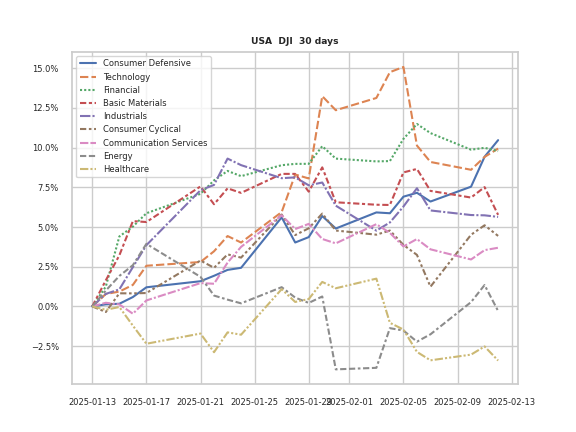 USA DJI 30 days
Consumer Defensive
Technology
Financial
Basic Materials
Industrials
Consumer Cyclical
Communication Services
Energy
Healthcare
15.0%
12.5%
10.0%
7.5%
5.0%
2.5%
0.0%
−2.5%
2025-01-13 2025-01-17 2025-01-21 2025-01-25 2025-01-29 2025-02-01 2025-02-05 2025-02-09 2025-02-13